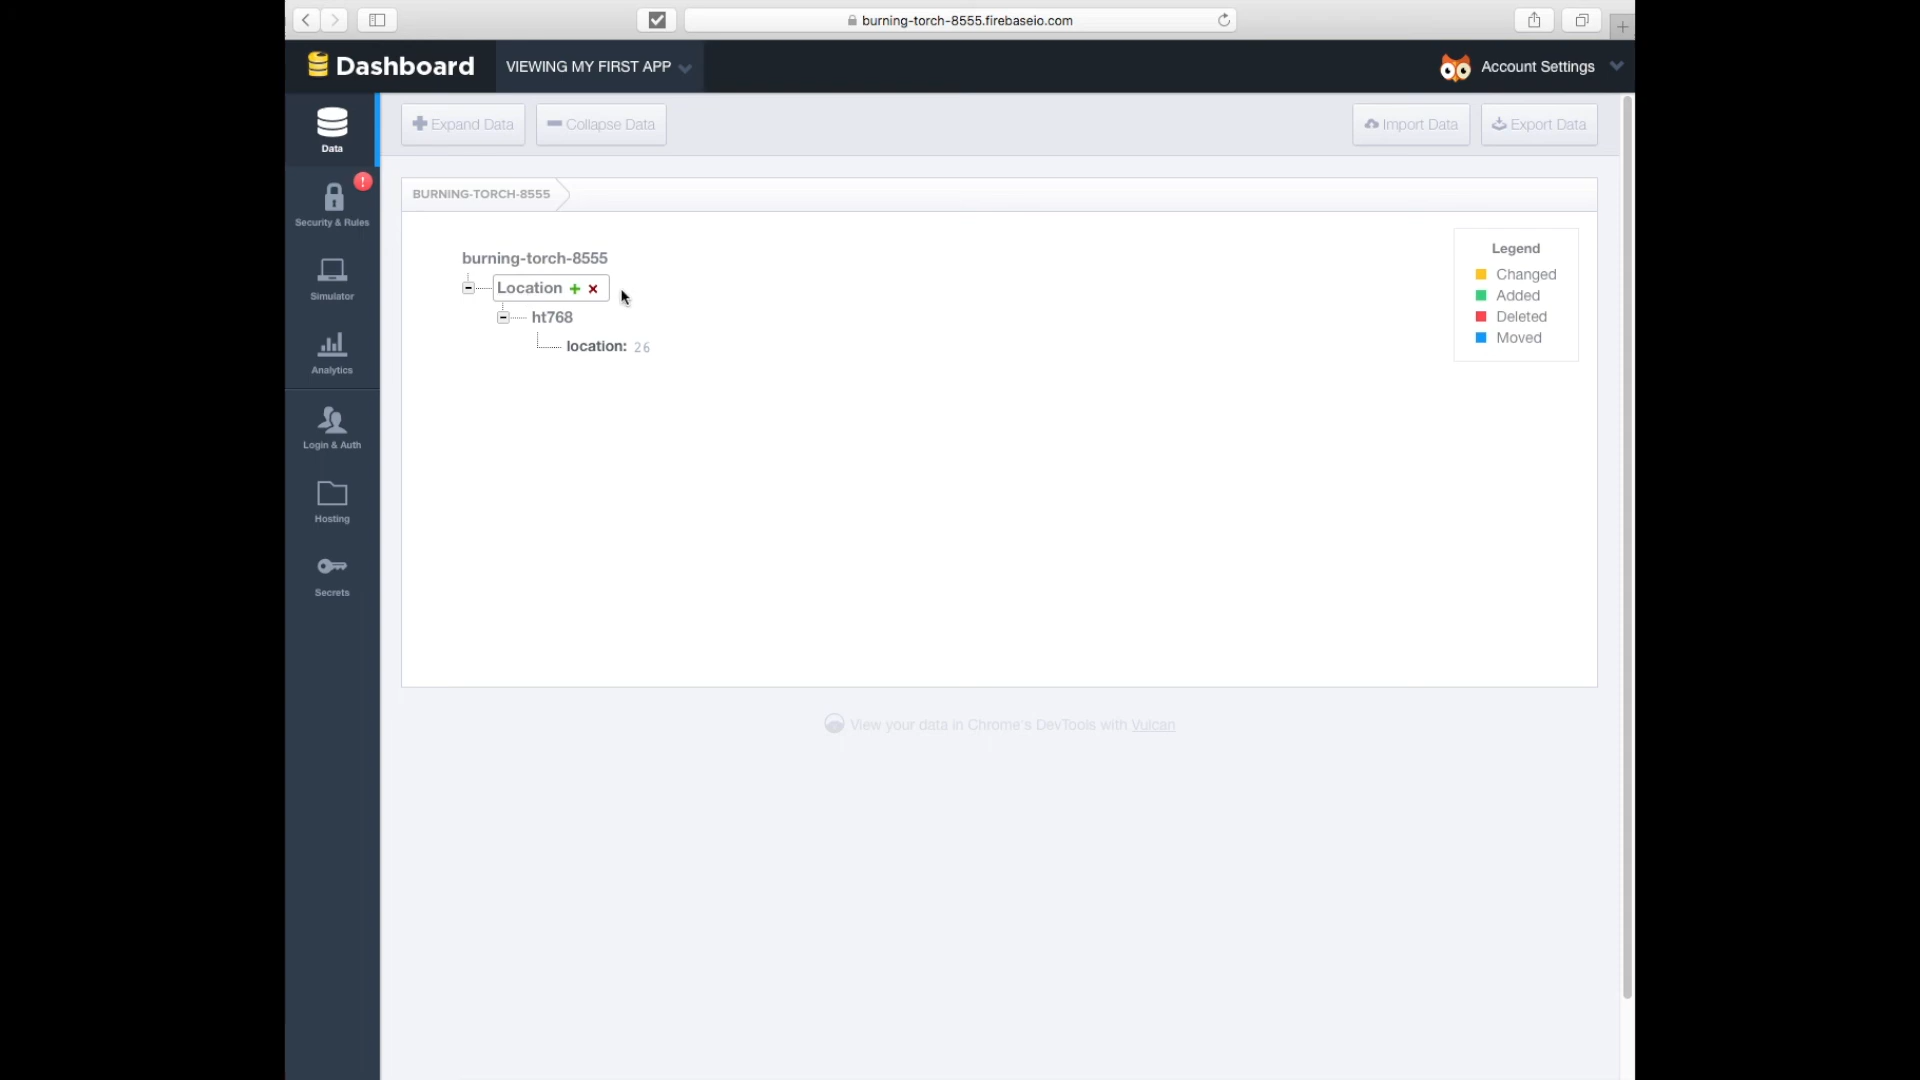 burning-torch-8555.firebaseio.com
Dashboard
VIEWING MY FIRST APP
Account Settings
Data
Expand Data
Collapse Data
Import Data
Export Data
!
Security & Rules
BURNING-TORCH-8555
burning-torch-8555
Location
ht768
location: 26
Legend
Changed
Added
Deleted
Moved
Simulator
Analytics
Login & Auth
Hosting
Secrets
View your data in Chrome's DevTools with Vulcan